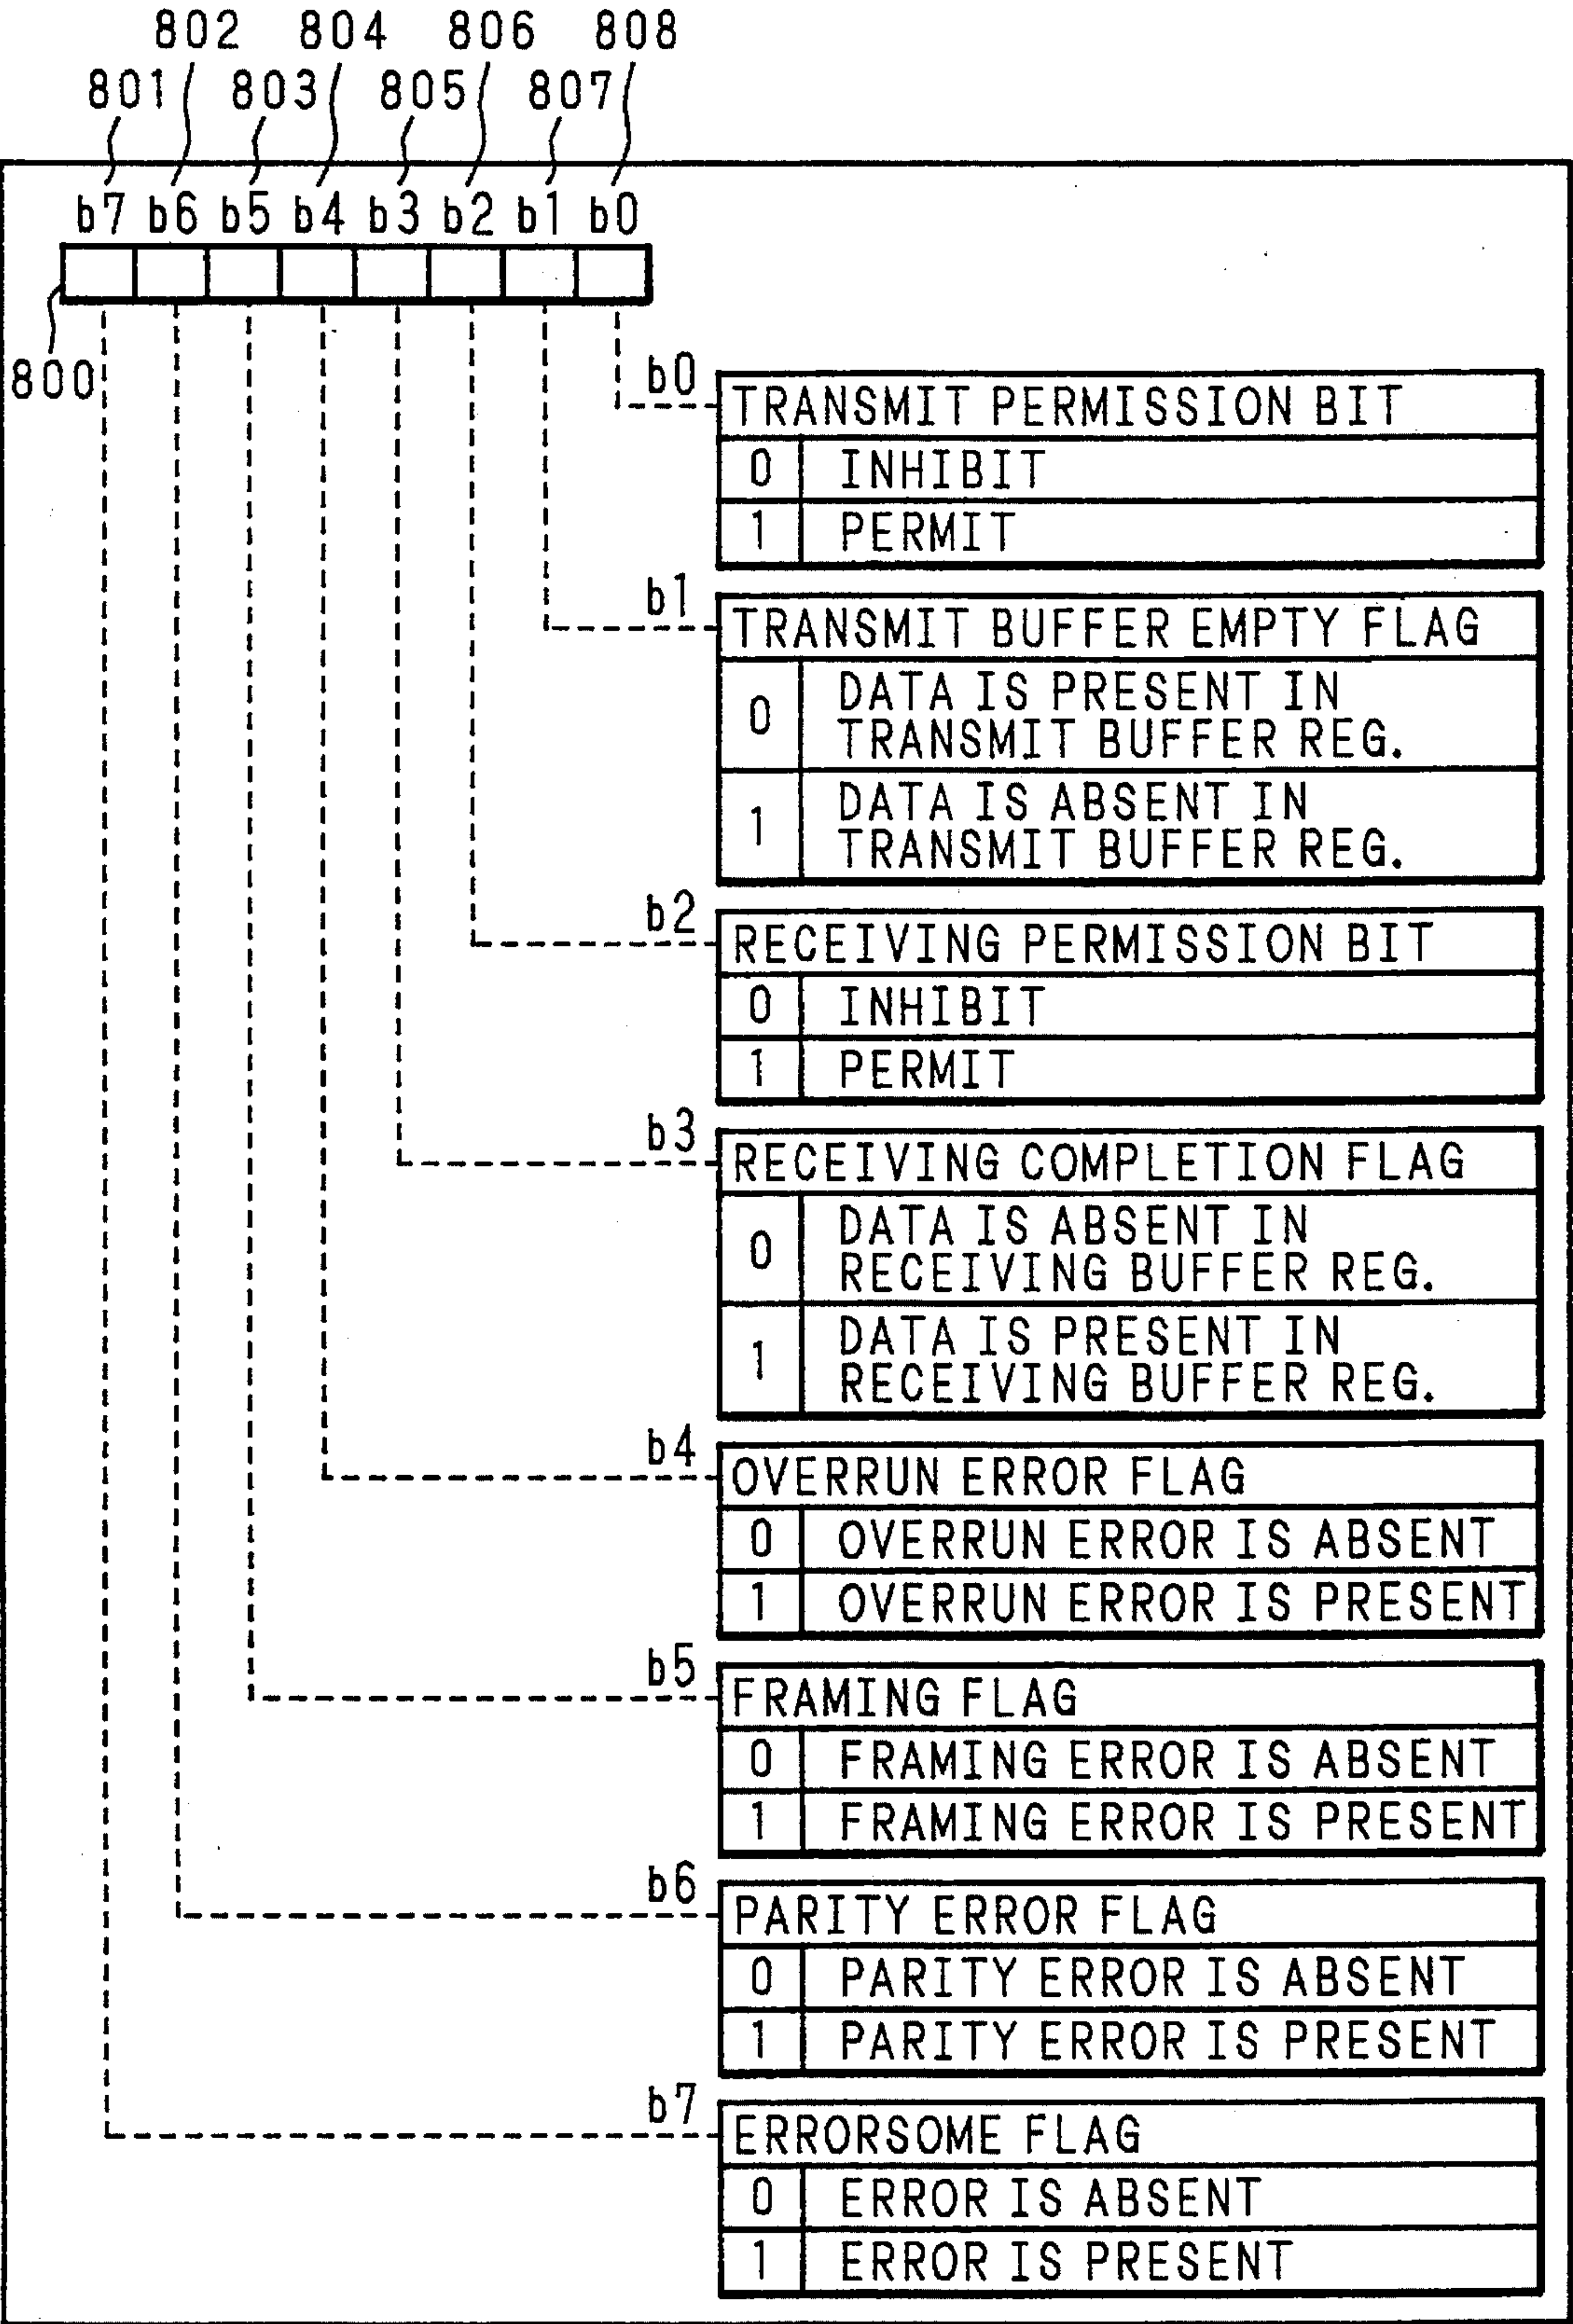 802 804 806 808
801 803 805 807
b7 b6 b5 b4 b3 b2 b1 b0
800
b0
TRANSMIT PERMISSION BIT
0 INHIBIT
1 PERMIT
b1
TRANSMIT BUFFER EMPTY FLAG
0 DATA IS PRESENT IN
TRANSMIT BUFFER REG.
1 DATA IS ABSENT IN
TRANSMIT BUFFER REG.
b2
RECEIVING PERMISSION BIT
0 INHIBIT
1 PERMIT
b3
RECEIVING COMPLETION FLAG
0 DATA IS ABSENT IN
RECEIVING BUFFER REG.
1 DATA IS PRESENT IN
RECEIVING BUFFER REG.
b4
OVERRUN ERROR FLAG
0 OVERRUN ERROR IS ABSENT
1 OVERRUN ERROR IS PRESENT
b5
FRAMING FLAG
0 FRAMING ERROR IS ABSENT
1 FRAMING ERROR IS PRESENT
b6
PARITY ERROR FLAG
0 PARITY ERROR IS ABSENT
1 PARITY ERROR IS PRESENT
b7
ERRORSOME FLAG
0 ERROR IS ABSENT
1 ERROR IS PRESENT